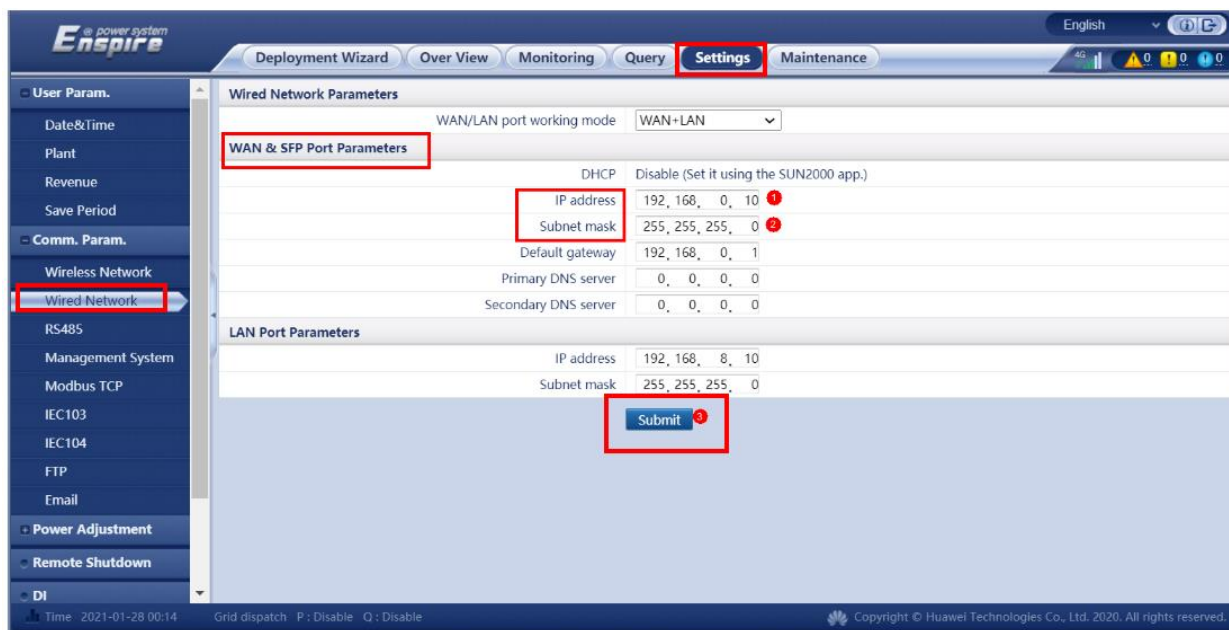 e power system
Enspire
English
Deployment Wizard Over View Monitoring Query Settings Maintenance
4G 0 0 0
User Param.
Date&Time
Plant
Revenue
Save Period
Comm. Param.
Wireless Network
Wired Network
RS485
Management System
Modbus TCP
IEC103
IEC104
FTP
Email
Power Adjustment
Remote Shutdown
DI
Wired Network Parameters
WAN/LAN port working mode WAN+LAN
WAN & SFP Port Parameters
DHCP Disable (Set it using the SUN2000 app.)
IP address 192. 168. 0. 10 1
Subnet mask 255. 255. 255. 0 2
Default gateway 192. 168. 0. 1
Primary DNS server 0. 0. 0. 0
Secondary DNS server 0. 0. 0. 0
LAN Port Parameters
IP address 192. 168. 8. 10
Subnet mask 255. 255. 255. 0
Submit 3
Time 2021-01-28 00:14 Grid dispatch P : Disable Q : Disable Copyright © Huawei Technologies Co., Ltd. 2020. All rights reserved.